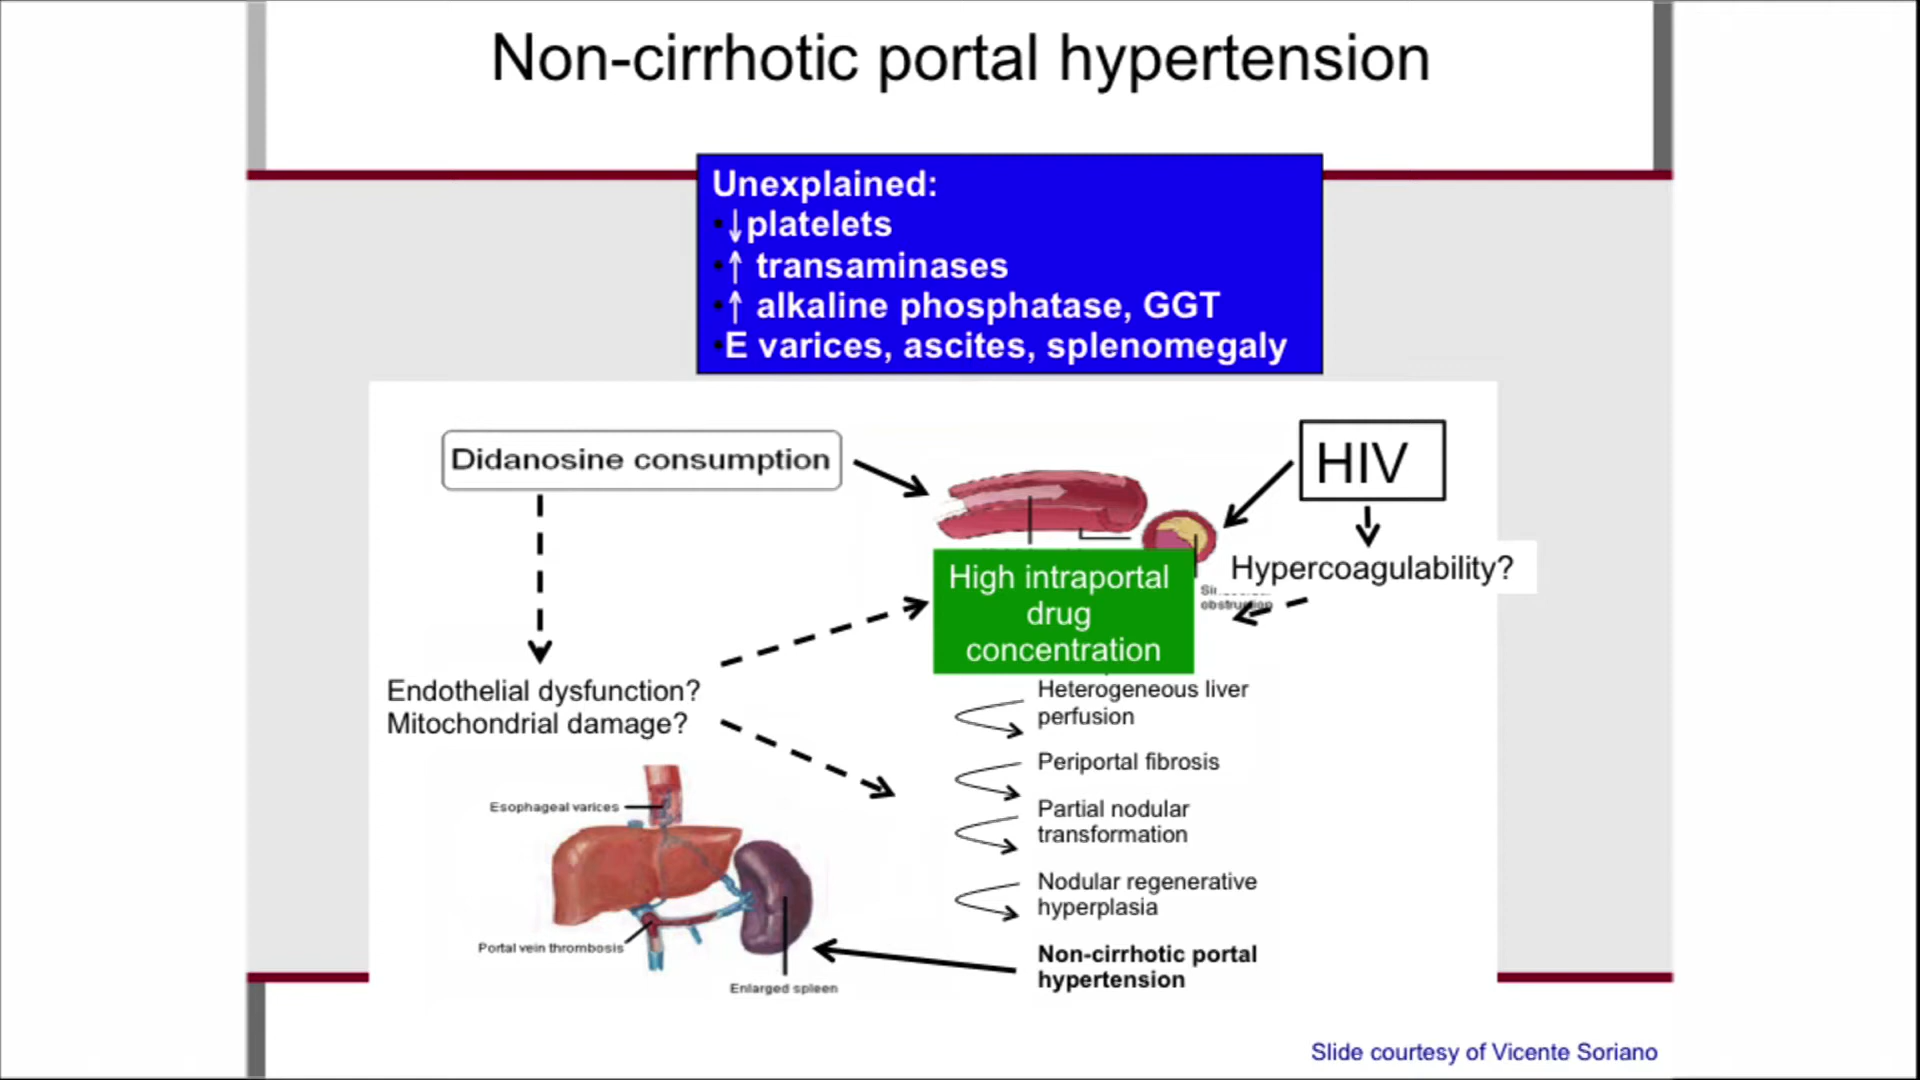 Non-cirrhotic portal hypertension
Unexplained:
•↓platelets
•↑ transaminases
•↑ alkaline phosphatase, GGT
•E varices, ascites, splenomegaly
Didanosine consumption
HIV
Hypercoagulability?
High intraportal
drug
concentration
obstruction
Endothelial dysfunction?
Mitochondrial damage?
Heterogeneous liver
perfusion
Periportal fibrosis
Partial nodular
transformation
Nodular regenerative
hyperplasia
Non-cirrhotic portal
hypertension
Esophageal varices
Portal vein thrombosis
Enlarged spleen
Slide courtesy of Vicente Soriano